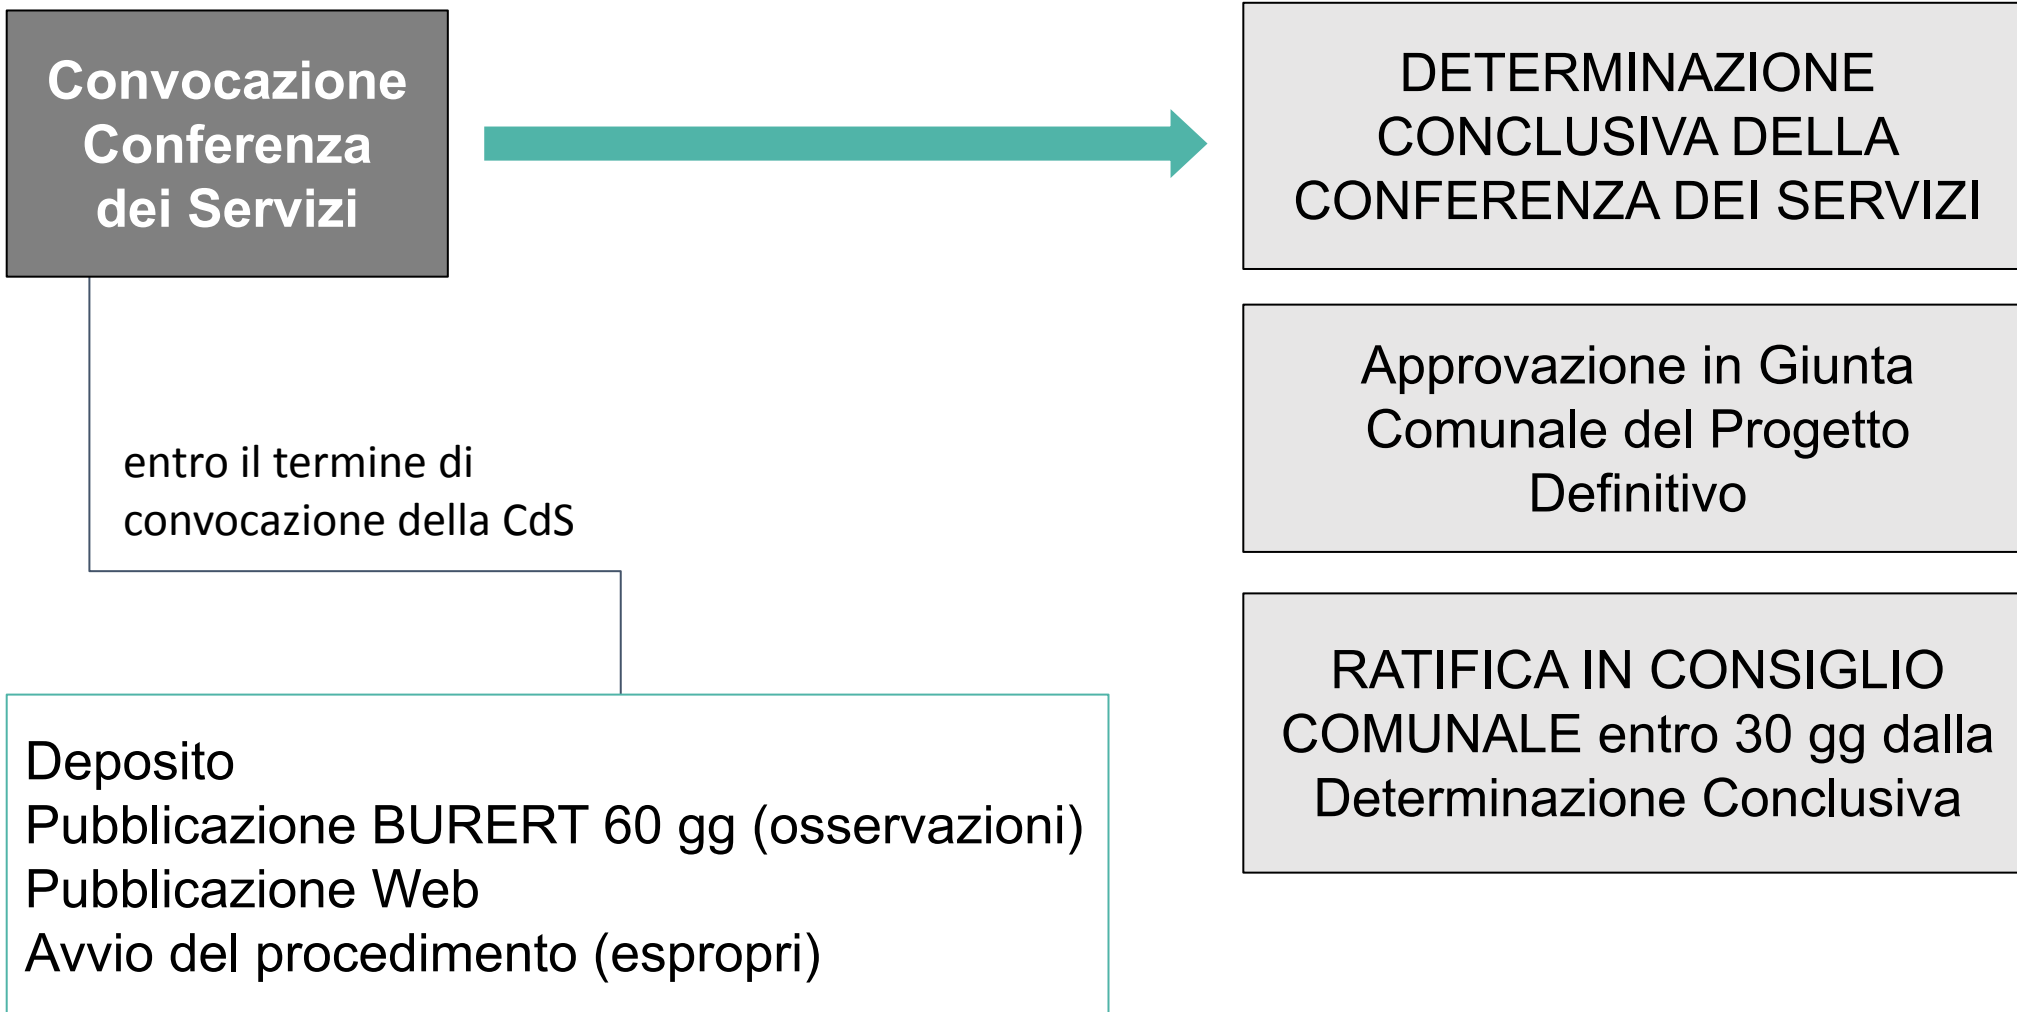 Convocazione
Conferenza
dei Servizi
DETERMINAZIONE
CONCLUSIVA DELLA
CONFERENZA DEI SERVIZI
Approvazione in Giunta
Comunale del Progetto
Definitivo
entro il termine di
convocazione della CdS
RATIFICA IN CONSIGLIO
COMUNALE entro 30 gg dalla
Determinazione Conclusiva
Deposito
Pubblicazione BURERT 60 gg (osservazioni)
Pubblicazione Web
Avvio del procedimento (espropri)